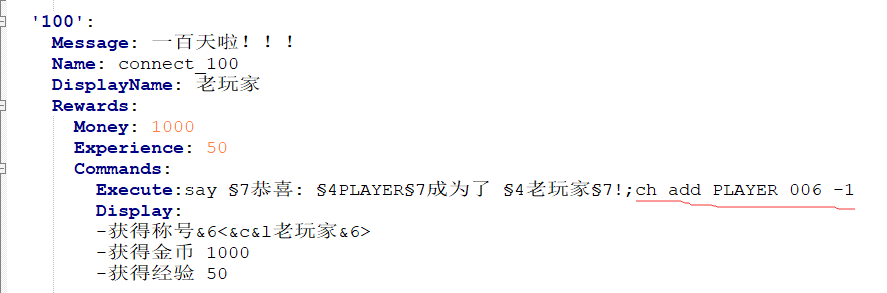 '100':
Message: 一百天啦！！！
Name: connect_100
DisplayName: 老玩家
Rewards:
Money: 1000
Experience: 50
Commands:
Execute:say §7恭喜: §4PLAYER§7成为了 §4老玩家§7!;ch add PLAYER 006 -1
Display:
-获得称号&6<&c&l老玩家&6>
-获得金币 1000
-获得经验 50